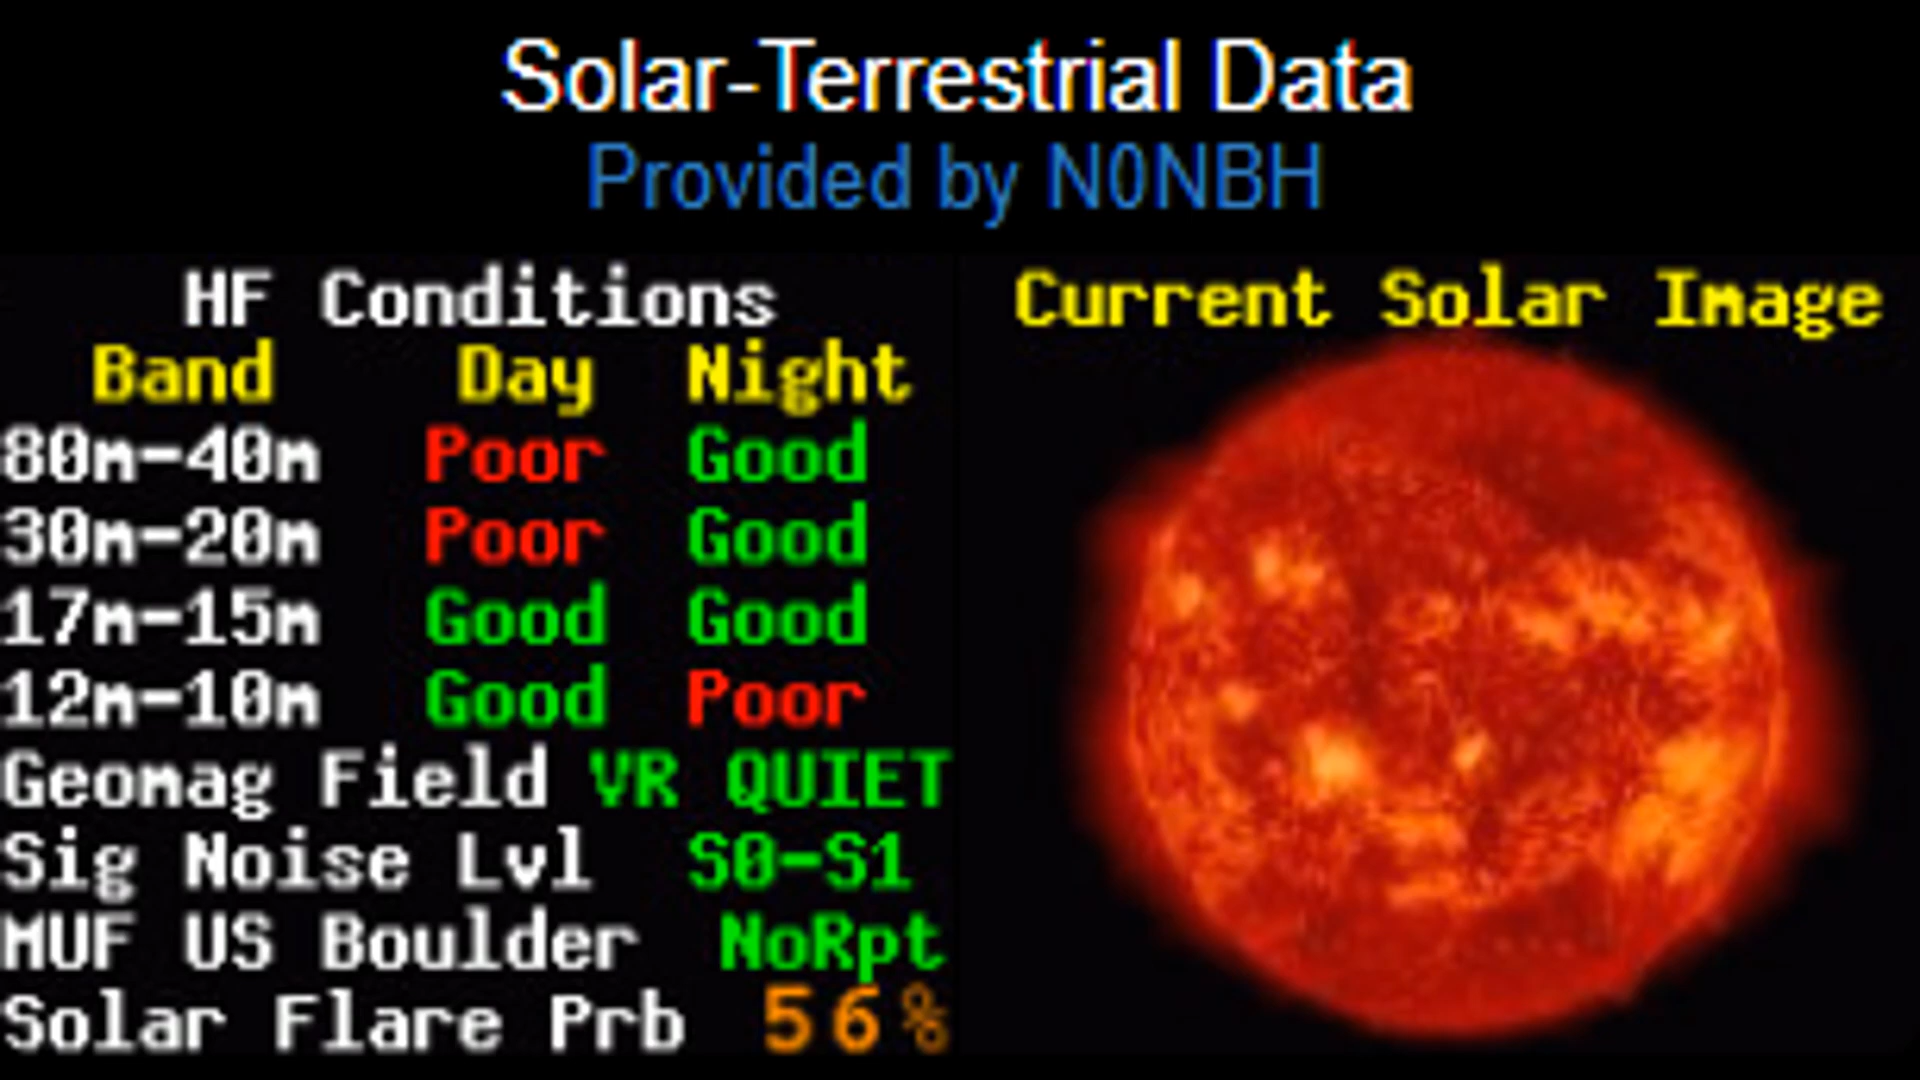 Solar-Terrestrial Data
Provided by N0NBH
HF Conditions
Band Day Night
80m-40m Poor Good
30m-20m Poor Good
17m-15m Good Good
12m-10m Good Poor
Geomag Field VR QUIET
Sig Noise Lvl S0-S1
MUF US Boulder NoRpt
Solar Flare Prb 56%
Current Solar Image